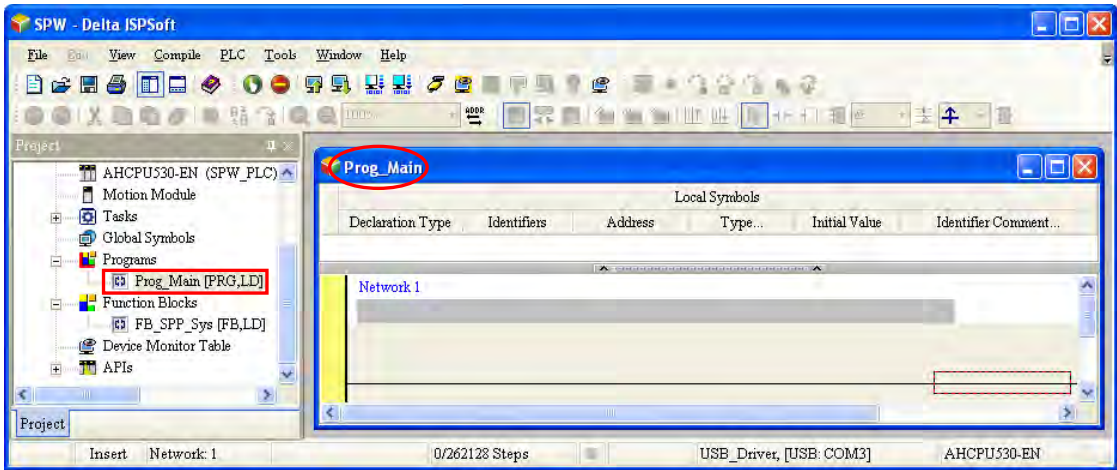 SPW - Delta ISPSoft
File Edit View Compile PLC Tools Window Help
100%
ADDR
Project
AHCPU530-EN (SPW_PLC)
Motion Module
Tasks
Global Symbols
Programs
Prog_Main [PRG,LD]
Function Blocks
FB_SPP_Sys [FB,LD]
Device Monitor Table
APIs
Project
Prog_Main
Local Symbols
Declaration Type Identifiers Address Type... Initial Value Identifier Comment...
Network 1
Insert Network: 1 0/262128 Steps USB_Driver, [USB: COM3] AHCPU530-EN